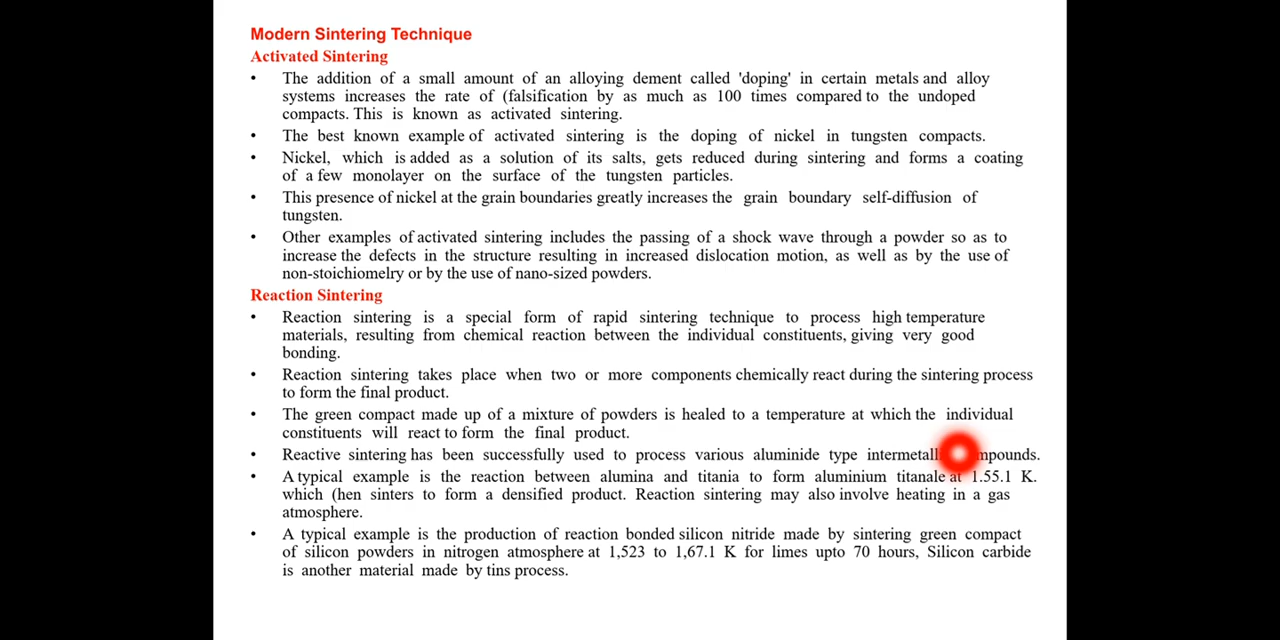 Modern Sintering Technique
Activated Sintering
• The addition of a small amount of an alloying dement called 'doping' in certain metals and alloy
systems increases the rate of (falsification by as much as 100 times compared to the undoped
compacts. This is known as activated sintering.
• The best known example of activated sintering is the doping of nickel in tungsten compacts.
• Nickel, which is added as a solution of its salts, gets reduced during sintering and forms a coating
of a few monolayer on the surface of the tungsten particles.
• This presence of nickel at the grain boundaries greatly increases the grain boundary self-diffusion of
tungsten.
• Other examples of activated sintering includes the passing of a shock wave through a powder so as to
increase the defects in the structure resulting in increased dislocation motion, as well as by the use of
non-stoichiomelry or by the use of nano-sized powders.
Reaction Sintering
• Reaction sintering is a special form of rapid sintering technique to process high temperature
materials, resulting from chemical reaction between the individual constituents, giving very good
bonding.
• Reaction sintering takes place when two or more components chemically react during the sintering process
to form the final product.
• The green compact made up of a mixture of powders is healed to a temperature at which the individual
constituents will react to form the final product.
• Reactive sintering has been successfully used to process various aluminide type
• A typical example is the reaction between alumina and titania to form aluminium titanale at 1.55.1 K.
which (hen sinters to form a densified product. Reaction sintering may also involve heating in a gas
atmosphere.
• A typical example is the production of reaction bonded silicon nitride made by sintering green compact
of silicon powders in nitrogen atmosphere at 1,523 to 1,67.1 K for limes upto 70 hours, Silicon carbide
is another material made by tins process.